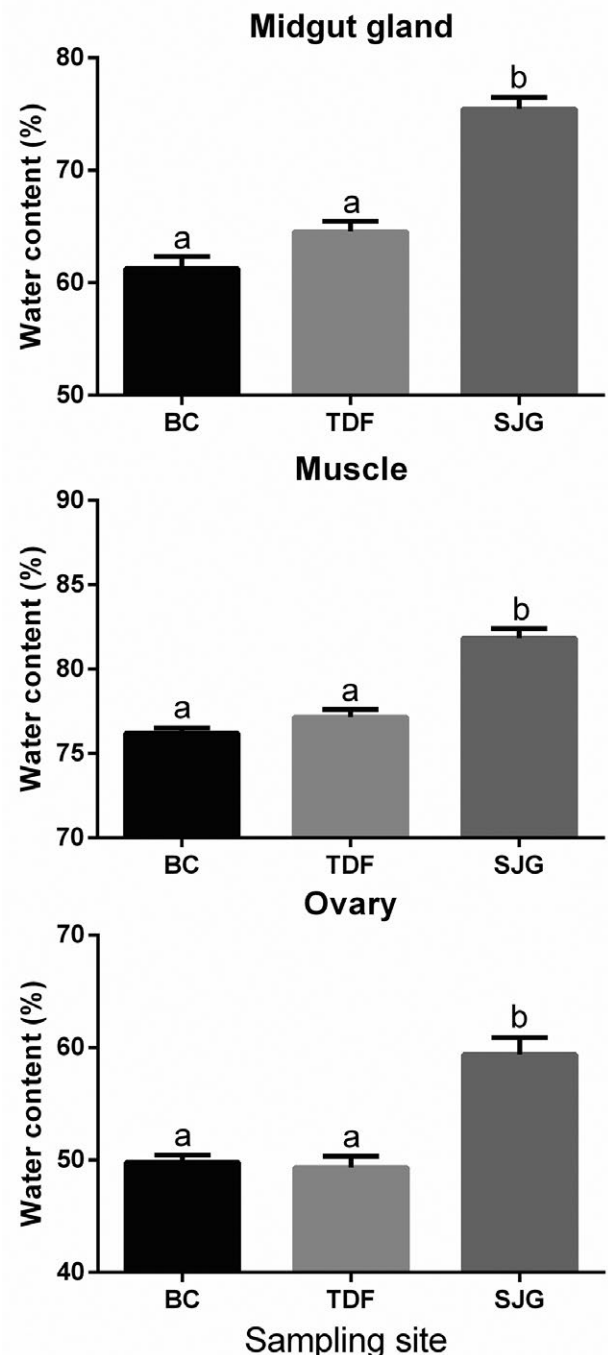 Midgut gland
Water content (%)
80
70
60
50
a
a
b
BC TDF SJG
Muscle
Water content (%)
90
85
80
75
70
a
a
b
BC TDF SJG
Ovary
Water content (%)
70
60
50
40
a
a
b
BC TDF SJG
Sampling site